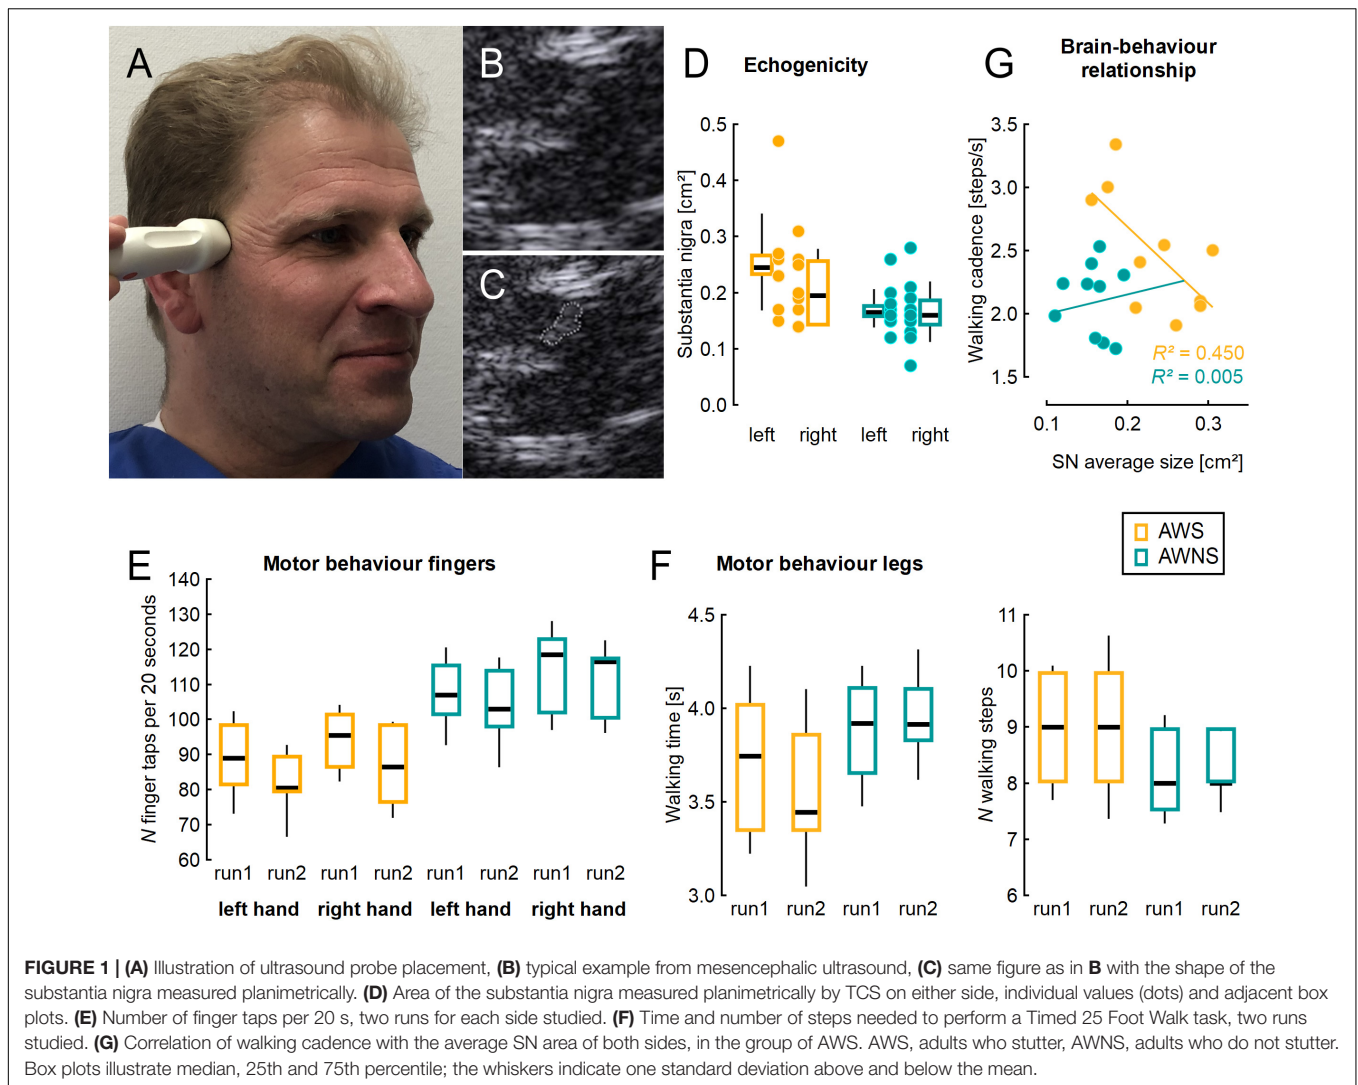 A
B
C
D
Echogenicity
Substantia nigra [cm²]
0.5
0.4
0.3
0.2
0.1
0.0
left
right
left
right
G
Brain-behaviour
relationship
Walking cadence [steps/s]
3.5
3.0
2.5
2.0
1.5
R² = 0.450
R² = 0.005
0.1
0.2
0.3
SN average size [cm²]
AWS
AWNS
E
Motor behaviour fingers
N finger taps per 20 seconds
140
130
120
110
100
90
80
70
60
run1 run2 run1 run2 run1 run2 run1 run2
left hand right hand left hand right hand
F
Motor behaviour legs
Walking time [s]
4.5
4.0
3.5
3.0
run1 run2 run1 run2
N walking steps
11
10
9
8
7
6
run1 run2 run1 run2
FIGURE 1 | (A) Illustration of ultrasound probe placement, (B) typical example from mesencephalic ultrasound, (C) same figure as in B with the shape of the
substantia nigra measured planimetrically. (D) Area of the substantia nigra measured planimetrically by TCS on either side, individual values (dots) and adjacent box
plots. (E) Number of finger taps per 20 s, two runs for each side studied. (F) Time and number of steps needed to perform a Timed 25 Foot Walk task, two runs
studied. (G) Correlation of walking cadence with the average SN area of both sides, in the group of AWS. AWS, adults who stutter, AWNS, adults who do not stutter.
Box plots illustrate median, 25th and 75th percentile; the whiskers indicate one standard deviation above and below the mean.